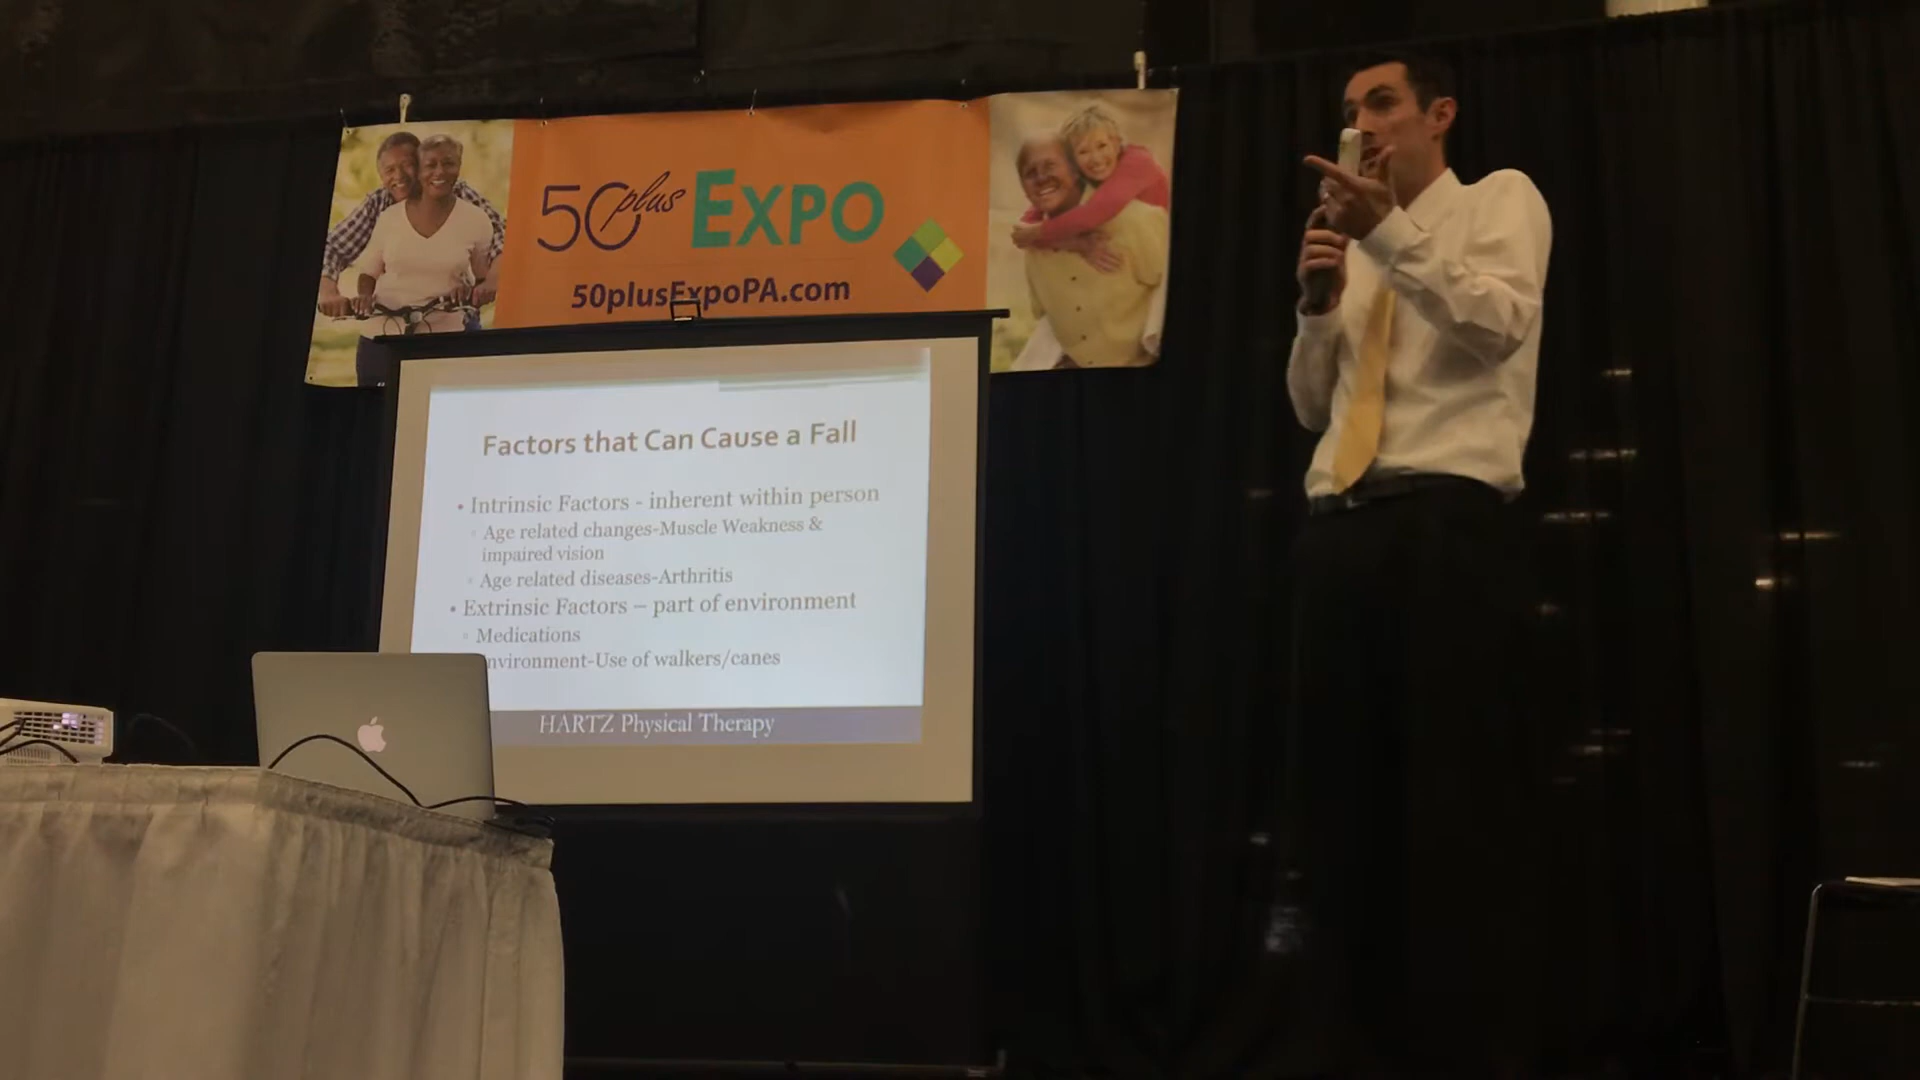 50 plus EXPO
50plusExpoPA.com
Factors that Can Cause a Fall
• Intrinsic Factors - inherent within person
▫ Age related changes-Muscle Weakness &
impaired vision
▫ Age related diseases-Arthritis
• Extrinsic Factors – part of environment
▫ Medications
nvironment-Use of walkers/canes
HARTZ Physical Therapy